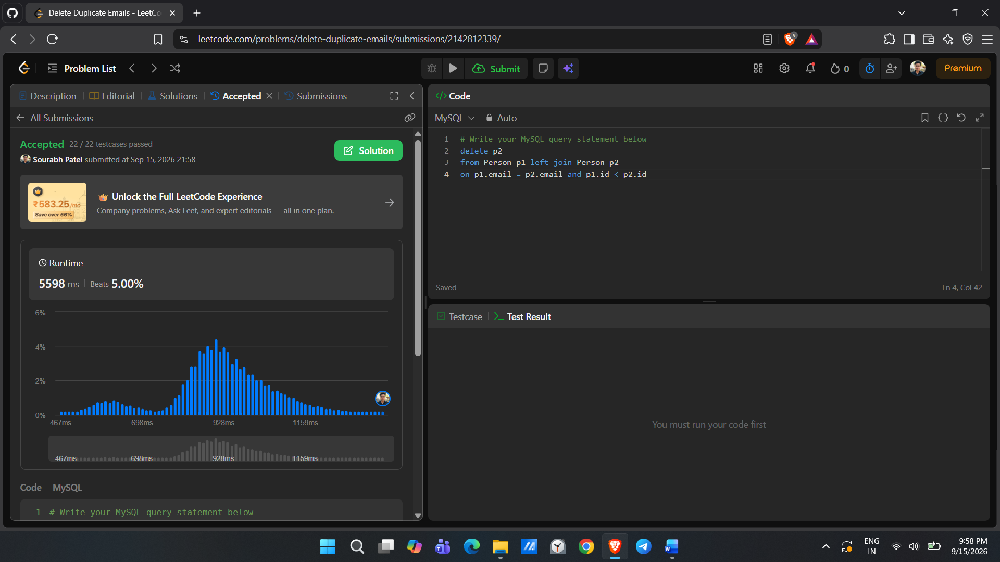 Delete Duplicate Emails - LeetCo
leetcode.com/problems/delete-duplicate-emails/submissions/2142812339/
5
Problem List
Submit
0
Premium
Description
Editorial
Solutions
Accepted
Submissions
All Submissions
Accepted 22 / 22 testcases passed
Sourabh Patel submitted at Sep 15, 2026 21:58
Solution
₹583.25/mo
Save over 56%
Unlock the Full LeetCode Experience
Company problems, Ask Leet, and expert editorials — all in one plan.
Runtime
5598 ms Beats 5.00%
6%
4%
2%
0%
467ms 698ms 928ms 1159ms
467ms 698ms 928ms 1159ms
Code MySQL
1 # Write your MySQL query statement below
</> Code
MySQL Auto
1 # Write your MySQL query statement below
2 delete p2
3 from Person p1 left join Person p2
4 on p1.email = p2.email and p1.id < p2.id
Saved
Ln 4, Col 42
Testcase
Test Result
You must run your code first
ENG
IN
9:58 PM
9/15/2026